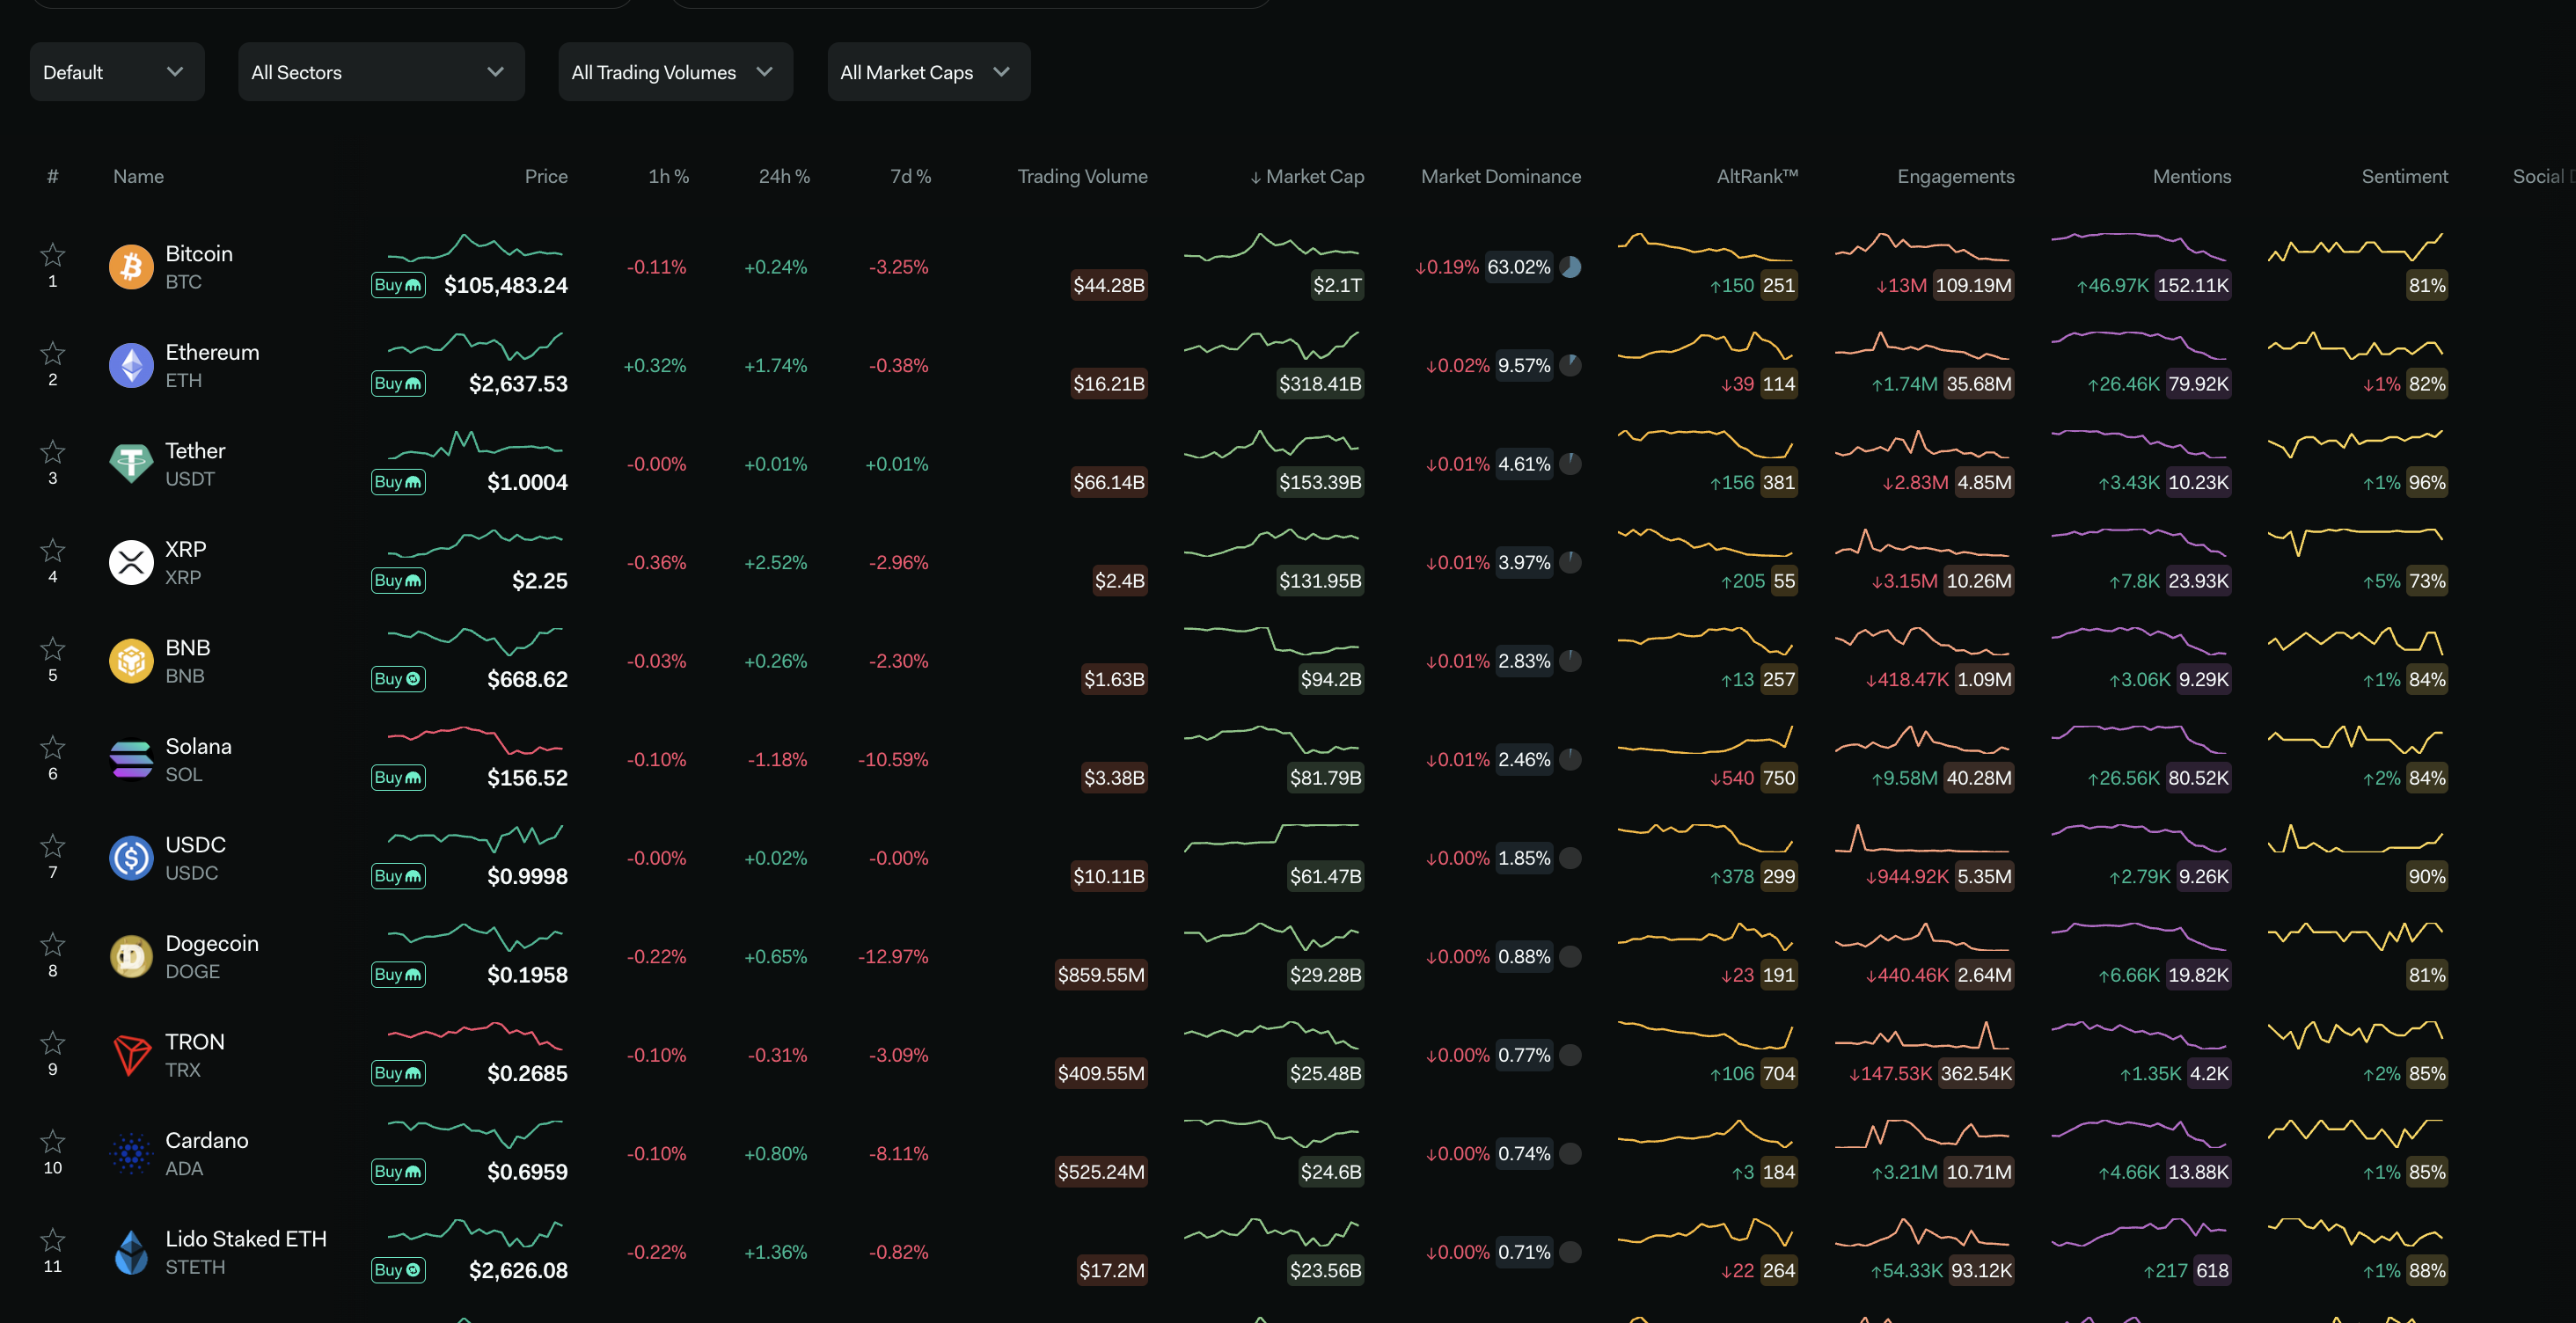 Default All Sectors All Trading Volumes All Market Caps
# Name Price 1h % 24h % 7d % Trading Volume ↓ Market Cap Market Dominance AltRank™ Engagements Mentions Sentiment Social
1 Bitcoin BTC Buy $105,483.24 -0.11% +0.24% -3.25% $44.28B $2.1T ↓0.19% 63.02% ↑150 251 ↓13M 109.19M ↑46.97K 152.11K 81%
2 Ethereum ETH Buy $2,637.53 +0.32% +1.74% -0.38% $16.21B $318.41B ↓0.02% 9.57% ↓39 114 ↑1.74M 35.68M ↑26.46K 79.92K ↓1% 82%
3 Tether USDT Buy $1.0004 -0.00% +0.01% +0.01% $66.14B $153.39B ↓0.01% 4.61% ↑156 381 ↓2.83M 4.85M ↑3.43K 10.23K ↑1% 96%
4 XRP XRP Buy $2.25 -0.36% +2.52% -2.96% $2.4B $131.95B ↓0.01% 3.97% ↑205 55 ↓3.15M 10.26M ↑7.8K 23.93K ↑5% 73%
5 BNB BNB Buy $668.62 -0.03% +0.26% -2.30% $1.63B $94.2B ↓0.01% 2.83% ↑13 257 ↓418.47K 1.09M ↑3.06K 9.29K ↑1% 84%
6 Solana SOL Buy $156.52 -0.10% -1.18% -10.59% $3.38B $81.79B ↓0.01% 2.46% ↓540 750 ↑9.58M 40.28M ↑26.56K 80.52K ↑2% 84%
7 USDC USDC Buy $0.9998 -0.00% +0.02% -0.00% $10.11B $61.47B ↓0.00% 1.85% ↑378 299 ↓944.92K 5.35M ↑2.79K 9.26K 90%
8 Dogecoin DOGE Buy $0.1958 -0.22% +0.65% -12.97% $859.55M $29.28B ↓0.00% 0.88% ↓23 191 ↓440.46K 2.64M ↑6.66K 19.82K 81%
9 TRON TRX Buy $0.2685 -0.10% -0.31% -3.09% $409.55M $25.48B ↓0.00% 0.77% ↑106 704 ↓147.53K 362.54K ↑1.35K 4.2K ↑2% 85%
10 Cardano ADA Buy $0.6959 -0.10% +0.80% -8.11% $525.24M $24.6B ↓0.00% 0.74% ↑3 184 ↑3.21M 10.71M ↑4.66K 13.88K ↑1% 85%
11 Lido Staked ETH STETH Buy $2,626.08 -0.22% +1.36% -0.82% $17.2M $23.56B ↓0.00% 0.71% ↓22 264 ↑54.33K 93.12K ↑217 618 ↑1% 88%